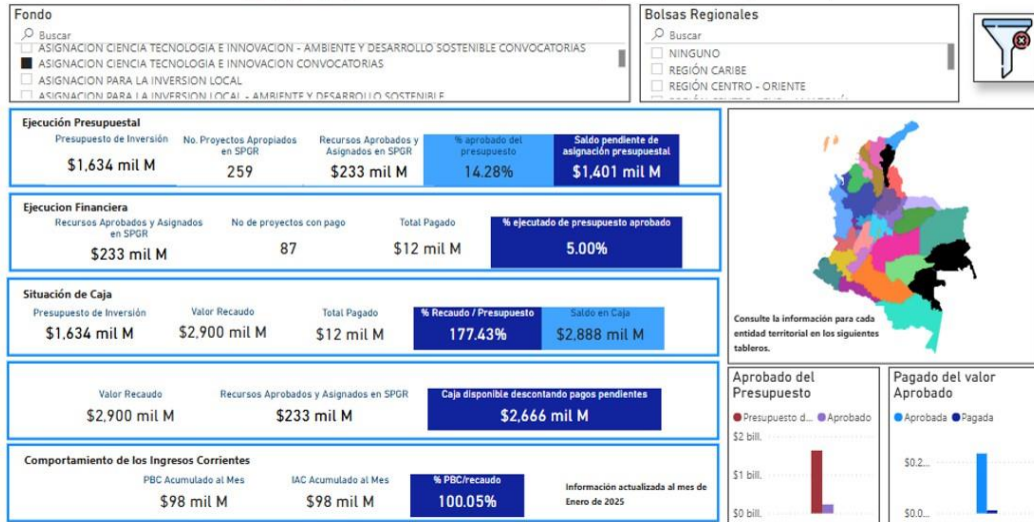 Fondo
Buscar
ASIGNACION CIENCIA TECNOLOGIA E INNOVACION - AMBIENTE Y DESARROLLO SOSTENIBLE CONVOCATORIAS
ASIGNACION CIENCIA TECNOLOGIA E INNOVACION CONVOCATORIAS
ASIGNACION PARA LA INVERSION LOCAL
ASIGNACION PARA LA INVERSION LOCAL - AMBIENTE Y DESARROLLO SOSTENIBLE
Bolsas Regionales
Buscar
NINGUNO
REGIÓN CARIBE
REGIÓN CENTRO - ORIENTE
Ejecución Presupuestal
Presupuesto de Inversión
$1,634 mil M
No. Proyectos Apropiados
en SPGR
259
Recursos Aprobados y
Asignados en SPGR
$233 mil M
% aprobado del
presupuesto
14.28%
Saldo pendiente de
asignación presupuestal
$1,401 mil M
Ejecucion Financiera
Recursos Aprobados y Asignados
en SPGR
$233 mil M
No de proyectos con pago
87
Total Pagado
$12 mil M
% ejecutado de presupuesto aprobado
5.00%
Situación de Caja
Presupuesto de Inversión
$1,634 mil M
Valor Recaudo
$2,900 mil M
Total Pagado
$12 mil M
% Recaudo / Presupuesto
177.43%
Saldo en Caja
$2,888 mil M
Valor Recaudo
$2,900 mil M
Recursos Aprobados y Asignados en SPGR
$233 mil M
Caja disponible descontando pagos pendientes
$2,666 mil M
Comportamiento de los Ingresos Corrientes
PBC Acumulado al Mes
$98 mil M
IAC Acumulado al Mes
$98 mil M
% PBC/recaudo
100.05%
Información actualizada al mes de
Enero de 2025
Consulte la información para cada
entidad territorial en los siguientes
tableros.
Aprobado del
Presupuesto
Presupuesto d... Aprobado
$2 bill.
$1 bill.
$0 bill.
Pagado del valor
Aprobado
Aprobada Pagada
$0.2...
$0.0...